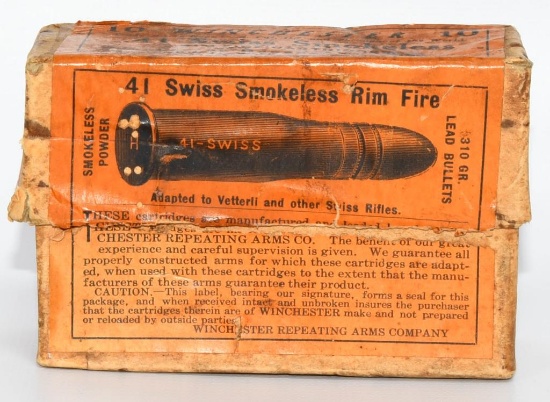 41 Swiss Smokeless Rim Fire
SMOKELESS
POWDER
H
41-SWISS
310 GR.
LEAD BULLETS
Adapted to Vetterli and other Swiss Rifles.
THESE cartridges are manufactured and
CHESTER REPEATING ARMS CO. The benefit of our great
experience and careful supervision is given. We guarantee all
properly constructed arms for which these cartridges are adapt-
ed, when used with these cartridges to the extent that the manu-
facturers of these arms guarantee their product.
CAUTION.—This label, bearing our signature, forms a seal for this
package, and when received intact and unbroken insures the purchaser
that the cartridges therein are of WINCHESTER make and not prepared
or reloaded by outside parties.
WINCHESTER REPEATING ARMS COMPANY